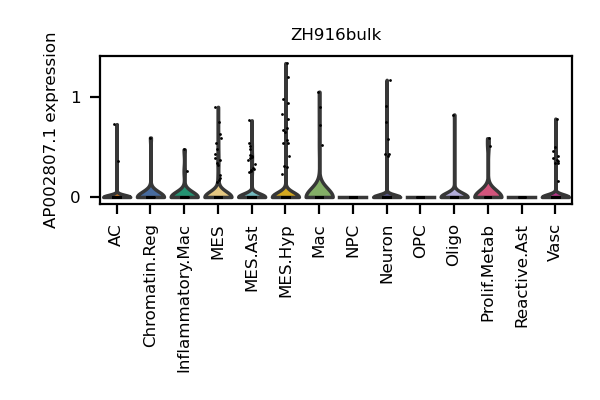 ZH916bulk
AP002807.1 expression
1
0
AC
Chromatin.Reg
Inflammatory.Mac
MES
MES.Ast
MES.Hyp
Mac
NPC
Neuron
OPC
Oligo
Prolif.Metab
Reactive.Ast
Vasc